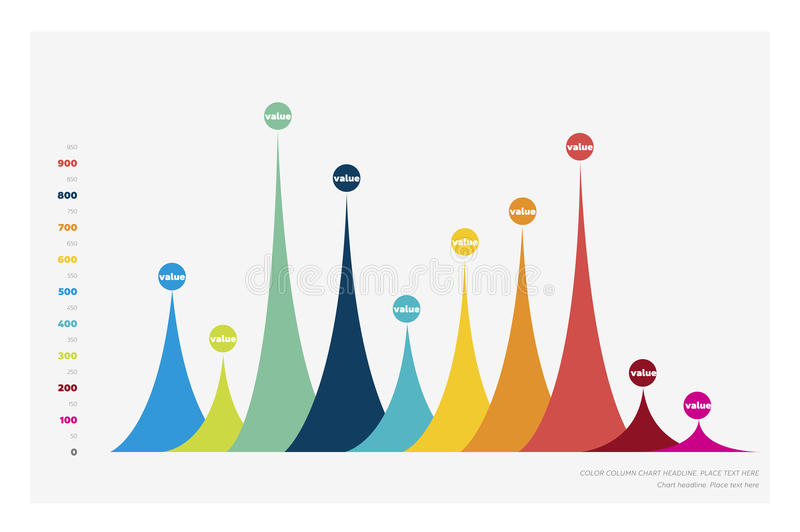 value
value
value
value
value
value
value
value
value
value
950
900
850
800
750
700
650
600
550
500
450
400
350
300
250
200
150
100
50
0
dreamstime
COLOR COLUMN CHART HEADLINE. PLACE TEXT HERE
Chart headline. Place text here